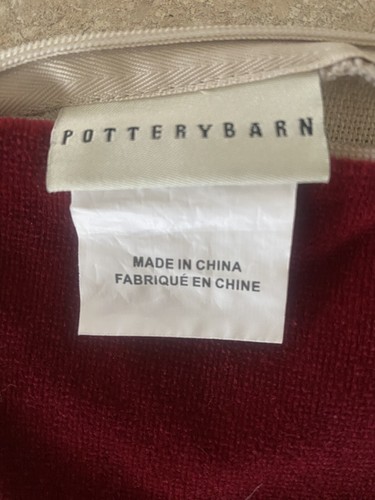 POTTERYBARN
MADE IN CHINA
FABRIQUÉ EN CHINE